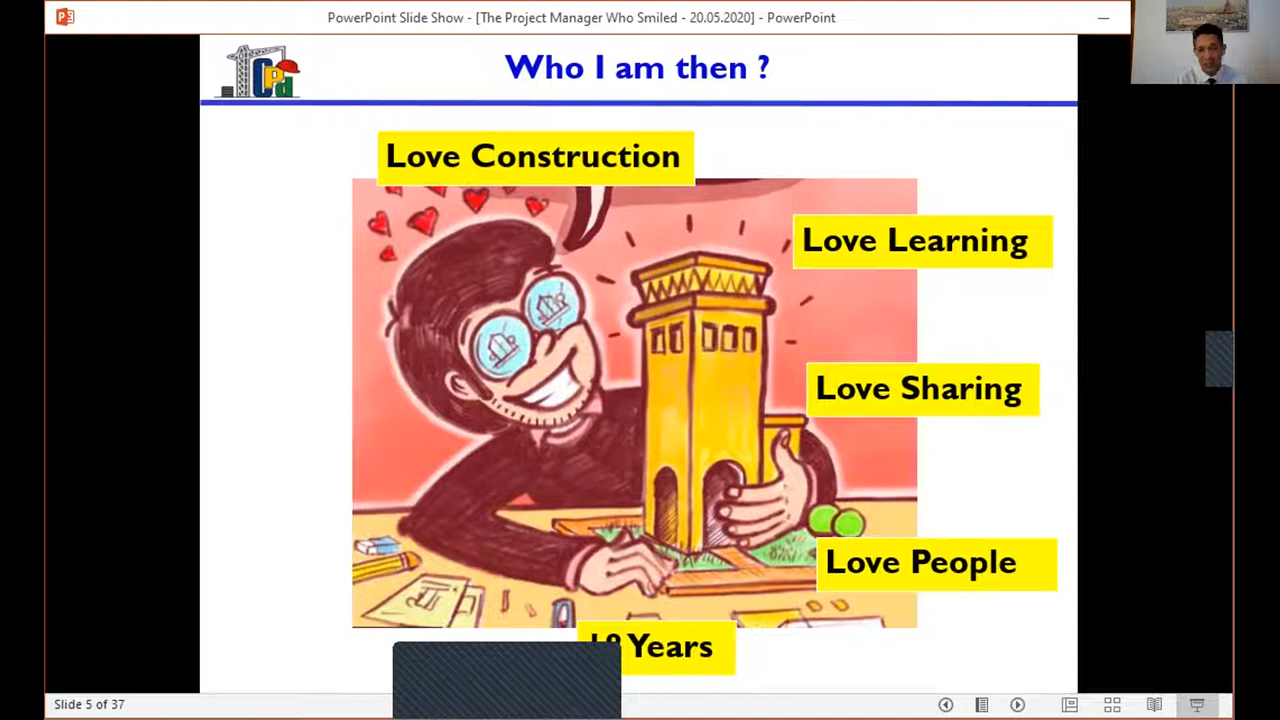 PowerPoint Slide Show - [The Project Manager Who Smiled - 20.05.2020] - PowerPoint
CPd
Who I am then ?
Love Construction
Love Learning
Love Sharing
Love People
Years
Slide 5 of 37